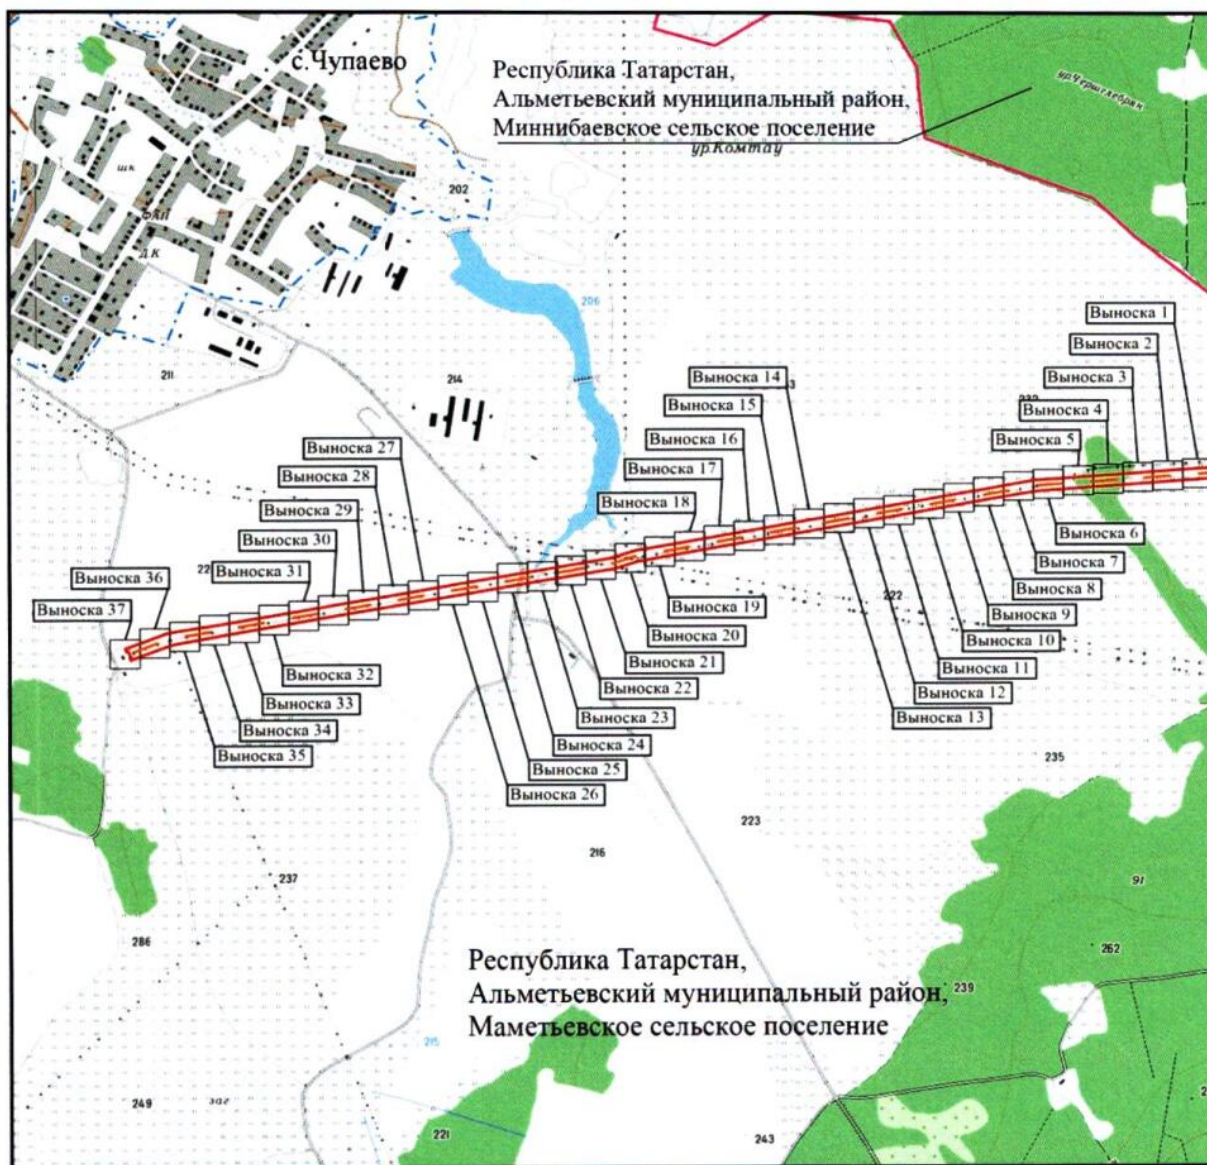 с.Чупаево
Республика Татарстан,
Альметьевский муниципальный район,
Миннибаевское сельское поселение
ур.Комтау
202
шк
ФАП
Д.К
206
211
214
Выноска 1
Выноска 2
Выноска 3
Выноска 4
Выноска 5
Выноска 14
Выноска 15
Выноска 16
Выноска 17
Выноска 18
Выноска 27
Выноска 28
Выноска 29
Выноска 30
Выноска 31
Выноска 36
Выноска 37
Выноска 6
Выноска 7
Выноска 8
Выноска 9
Выноска 10
Выноска 11
Выноска 12
Выноска 13
222
Выноска 19
Выноска 20
Выноска 21
Выноска 22
Выноска 23
Выноска 24
Выноска 25
Выноска 26
Выноска 32
Выноска 33
Выноска 34
Выноска 35
235
223
216
237
91
286
262
239
Республика Татарстан,
Альметьевский муниципальный район,
Маметьевское сельское поселение
215
249
заг
221
243